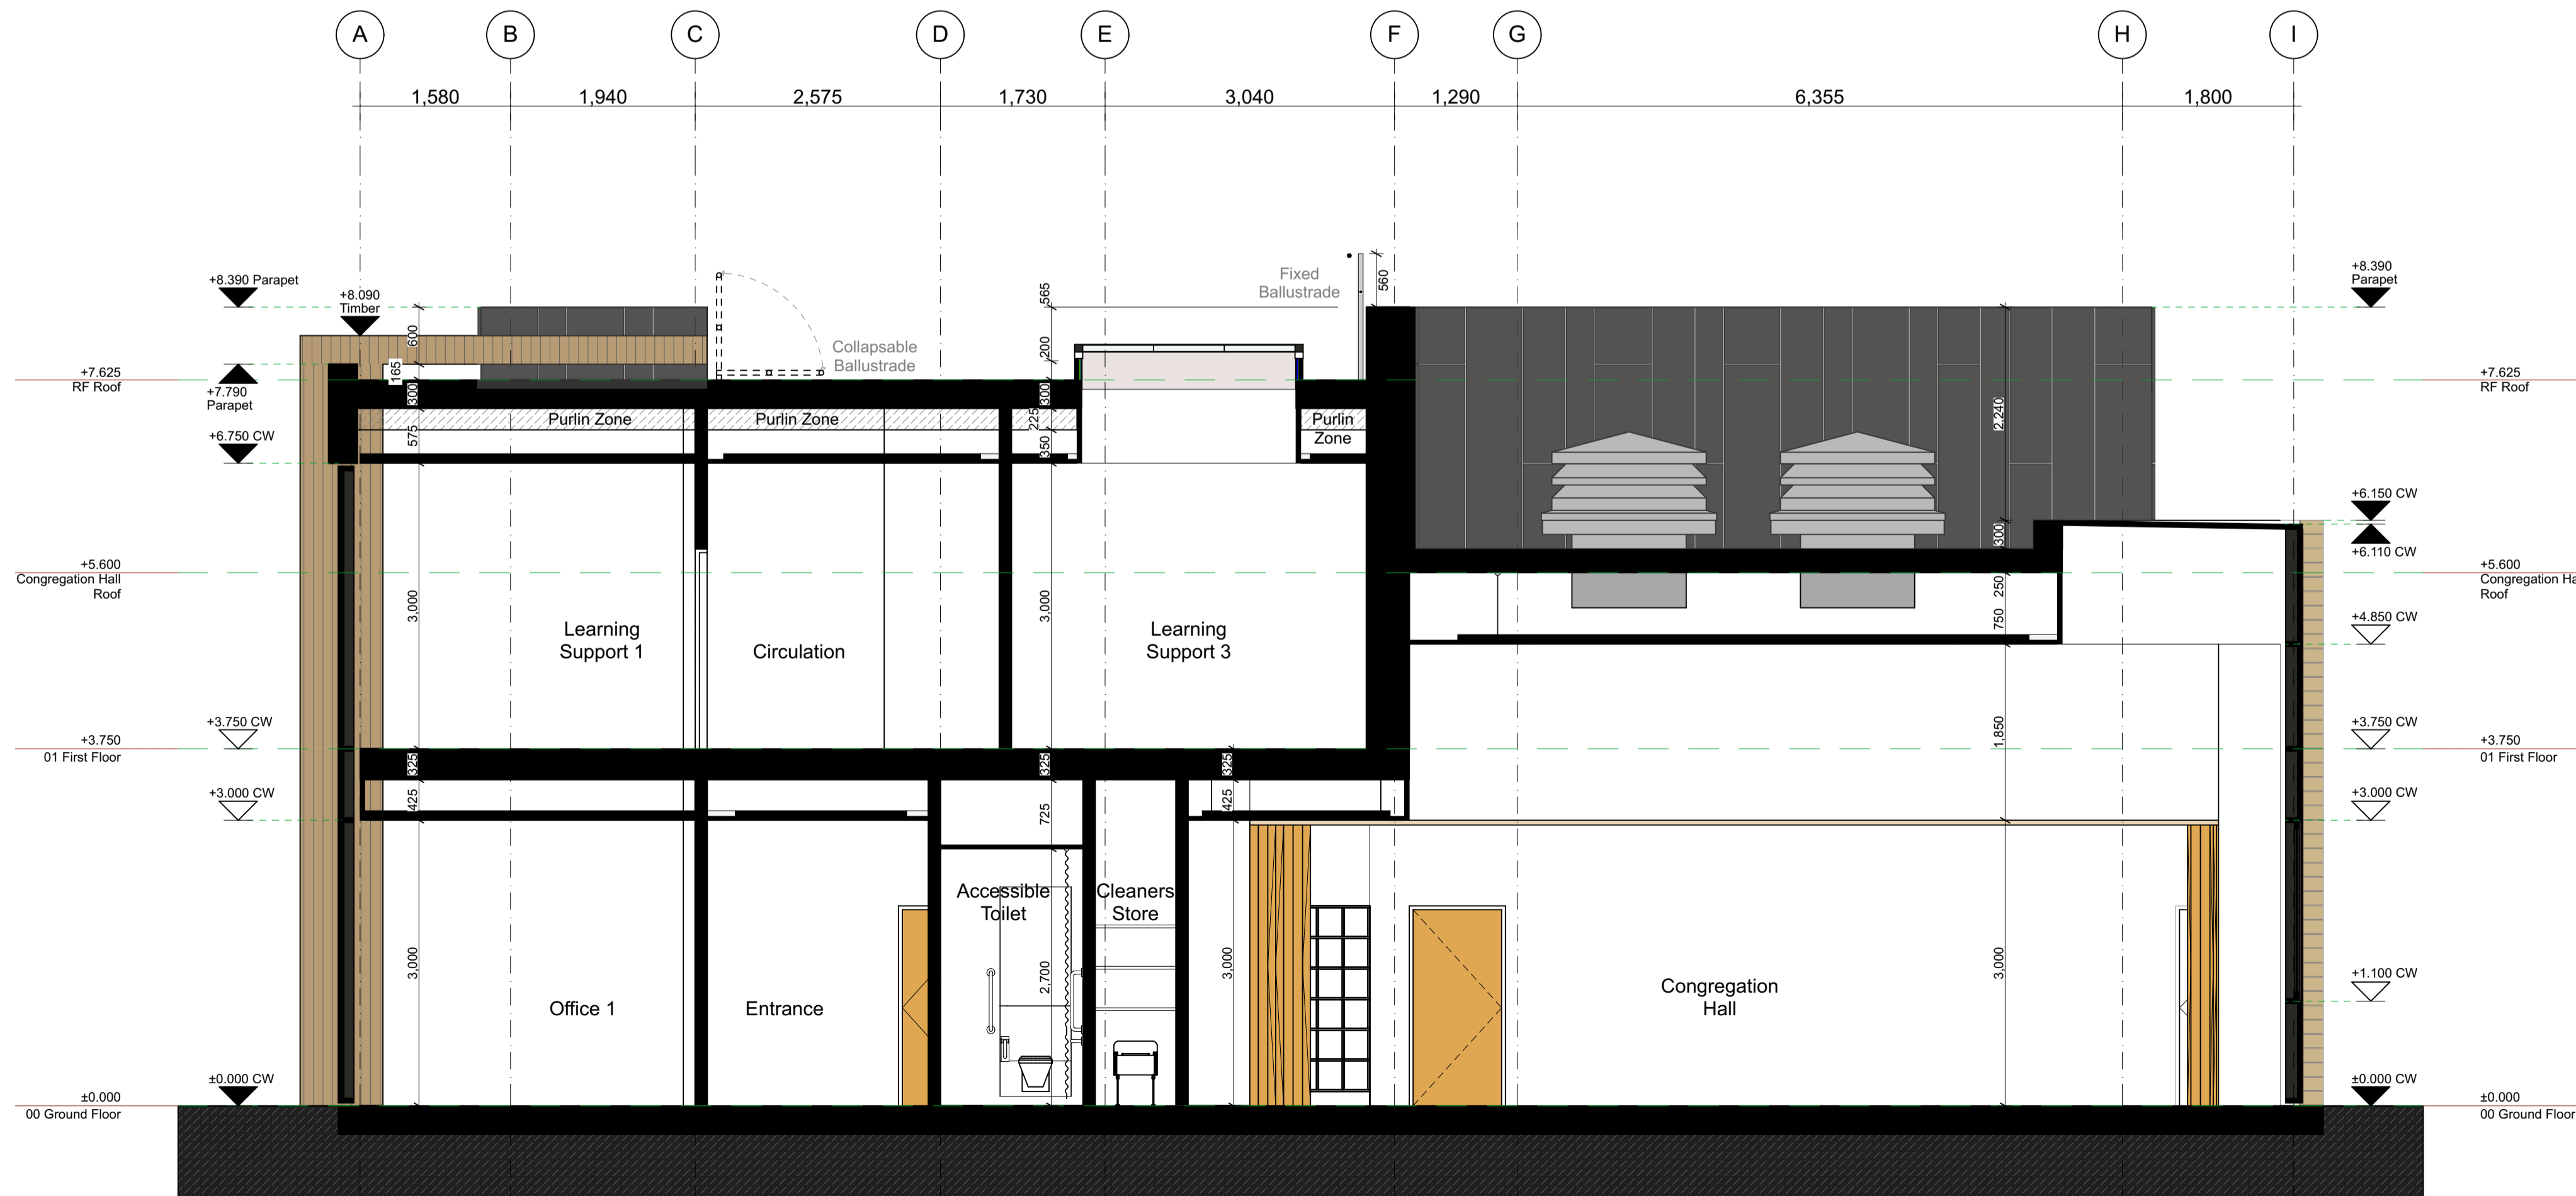 A B C D E F G H I
1,580 1,940 2,575 1,730 3,040 1,290 6,355 1,800
+8.390 Parapet
+8.090
Timber
600
165
+7.625
RF Roof
+7.790
Parapet
300
575
+6.750 CW
Purlin Zone
Purlin Zone
Purlin
Zone
Collapsable
Ballustrade
Fixed
Ballustrade
565
200
300
225
350
560
+8.390
Parapet
+7.625
RF Roof
2,240
300
+6.150 CW
+6.110 CW
+5.600
Congregation Hall
Roof
3,000
Learning
Support 1
Circulation
3,000
Learning
Support 3
250
750
+5.600
Congregation Ha
Roof
+4.850 CW
1,850
+3.750 CW
+3.750
01 First Floor
325
325
325
+3.750 CW
+3.750
01 First Floor
+3.000 CW
425
725
425
+3.000 CW
3,000
Office 1
Entrance
Accessible
Toilet
2,700
Cleaners
Store
3,000
Congregation
Hall
3,000
+1.100 CW
±0.000 CW
±0.000
00 Ground Floor
±0.000 CW
±0.000
00 Ground Floor